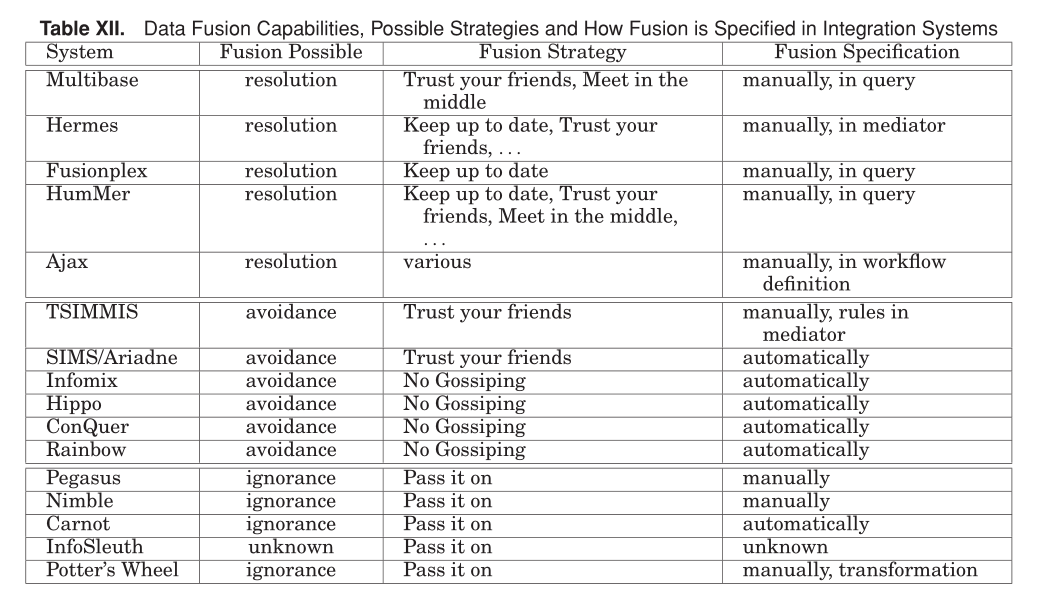 Table XII. Data Fusion Capabilities, Possible Strategies and How Fusion is Specified in Integration Systems
System Fusion Possible Fusion Strategy Fusion Specification
Multibase resolution Trust your friends, Meet in the manually, in query
middle
Hermes resolution Keep up to date, Trust your manually, in mediator
friends, . . .
Fusionplex resolution Keep up to date manually, in query
HumMer resolution Keep up to date, Trust your manually, in query
friends, Meet in the middle,
. . .
Ajax resolution various manually, in workflow
definition
TSIMMIS avoidance Trust your friends manually, rules in
mediator
SIMS/Ariadne avoidance Trust your friends automatically
Infomix avoidance No Gossiping automatically
Hippo avoidance No Gossiping automatically
ConQuer avoidance No Gossiping automatically
Rainbow avoidance No Gossiping automatically
Pegasus ignorance Pass it on manually
Nimble ignorance Pass it on manually
Carnot ignorance Pass it on automatically
InfoSleuth unknown Pass it on unknown
Potter's Wheel ignorance Pass it on manually, transformation